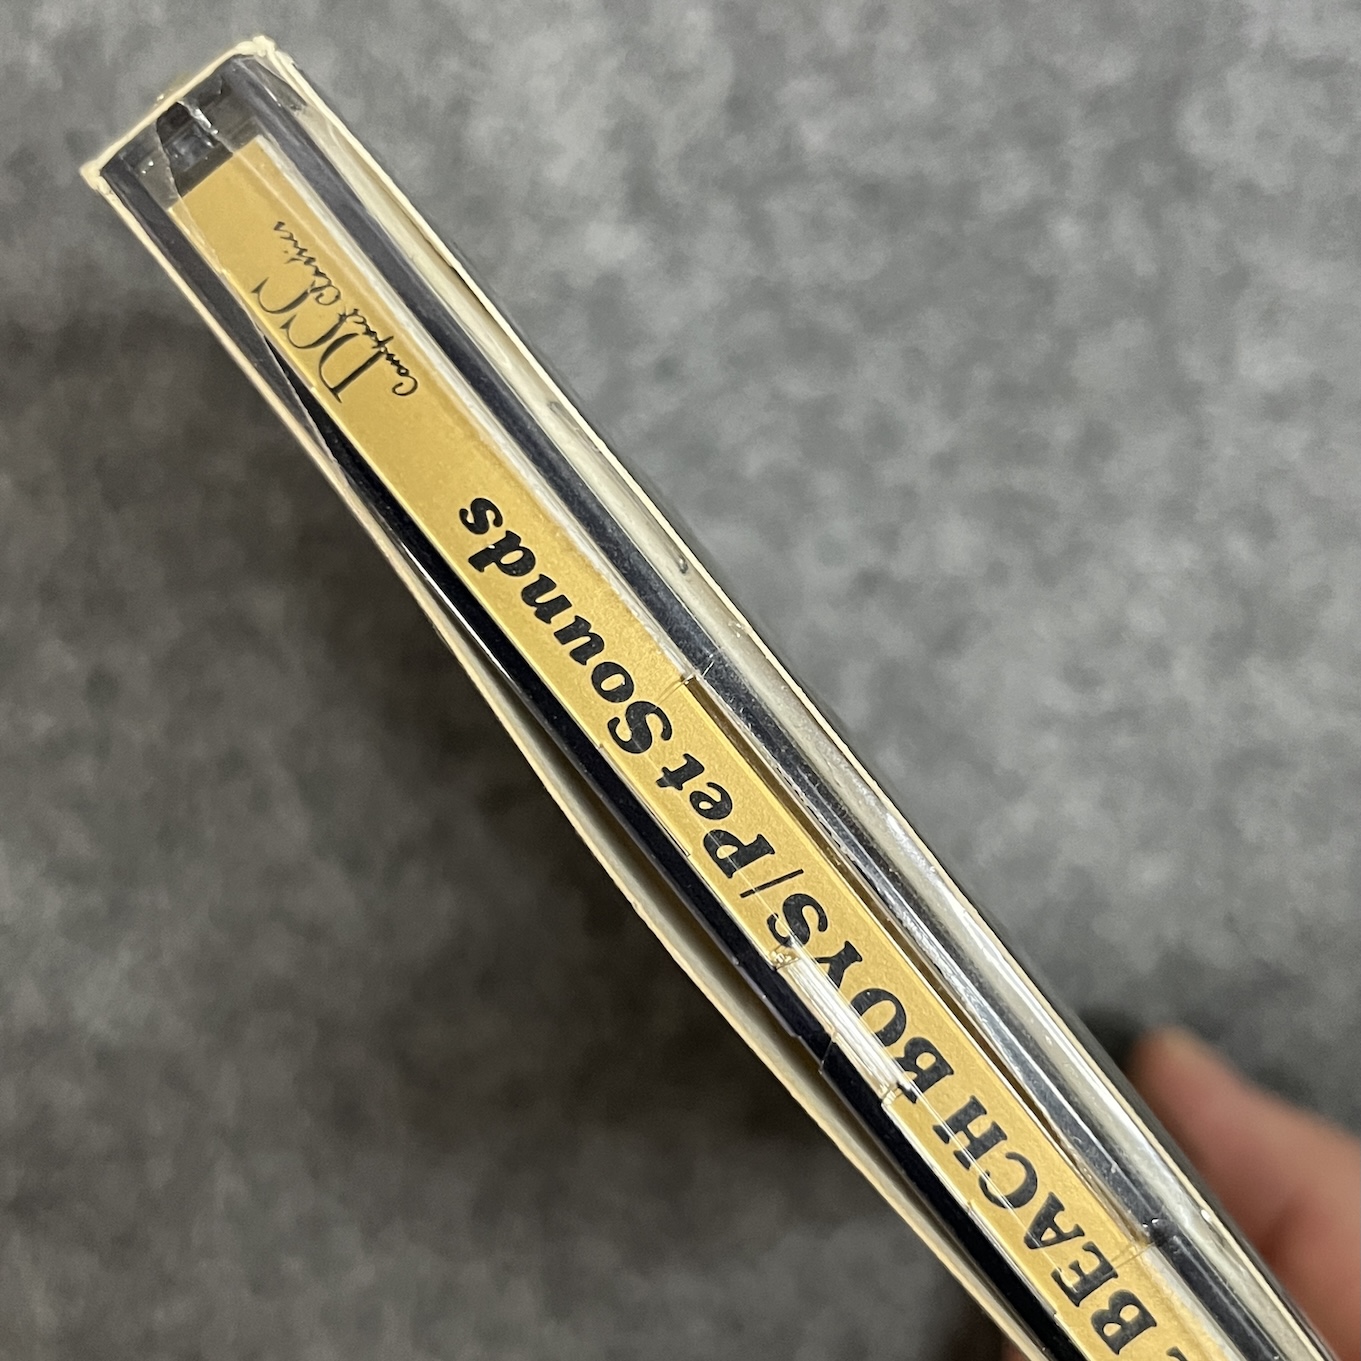 BEACH BOYS/Pet Sounds
DCC
Compact Classics